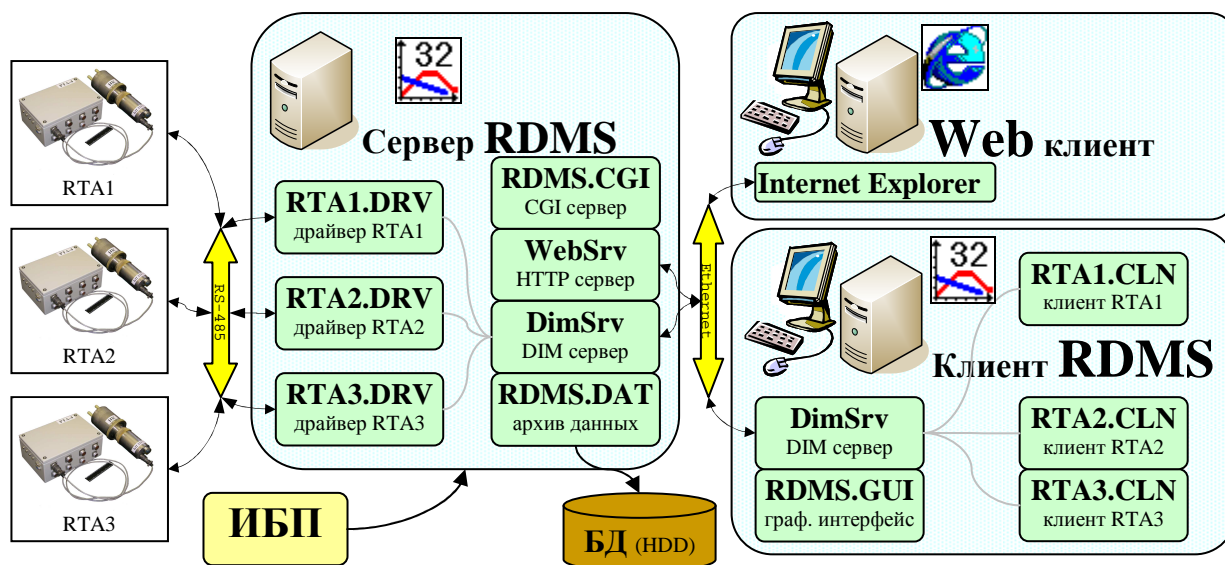 RTA1
RTA2
RTA3
RS-485
32
Сервер RDMS
RTA1.DRV
драйвер RTA1
RTA2.DRV
драйвер RTA2
RTA3.DRV
драйвер RTA3
RDMS.CGI
CGI сервер
WebSrv
HTTP сервер
DimSrv
DIM сервер
RDMS.DAT
архив данных
ИБП
БД (HDD)
Ethernet
Web клиент
Internet Explorer
32
Клиент RDMS
RTA1.CLN
клиент RTA1
DimSrv
DIM сервер
RDMS.GUI
граф. интерфейс
RTA2.CLN
клиент RTA2
RTA3.CLN
клиент RTA3